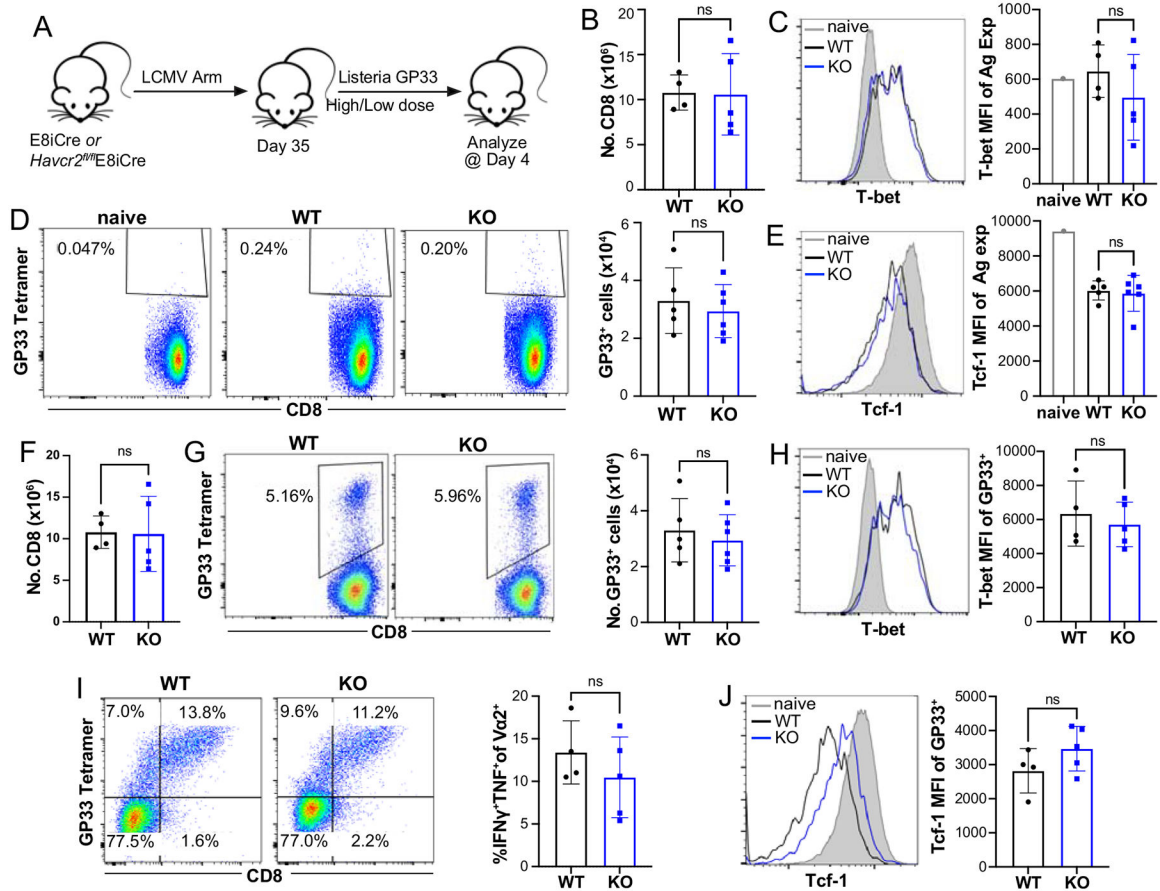 A
LCMV Arm
Listeria GP33
High/Low dose
E8iCre or
Havcr2fl/flE8iCre
Day 35
Analyze
@ Day 4
B
No. CD8 (x10⁶)
20
15
10
5
0
ns
WT
KO
C
naive
WT
KO
T-bet
T-bet MFI of Ag Exp
1000
800
600
400
200
0
ns
naive WT KO
D
naive
WT
KO
0.047%
0.24%
0.20%
GP33 Tetramer
CD8
GP33⁺ cells (x10⁴)
6
4
2
0
ns
WT
KO
E
naive
WT
KO
Tcf-1
Tcf-1 MFI of Ag exp
10000
8000
6000
4000
2000
0
ns
naive WT KO
F
No. CD8 (x10⁶)
20
15
10
5
0
ns
WT
KO
G
WT
KO
5.16%
5.96%
GP33 Tetramer
CD8
No.GP33⁺ cells (x10⁴)
6
4
2
0
ns
WT
KO
H
naive
WT
KO
T-bet
T-bet MFI of GP33⁺
10000
8000
6000
4000
2000
0
ns
WT
KO
I
WT
KO
7.0%
13.8%
77.5%
1.6%
9.6%
11.2%
77.0%
2.2%
GP33 Tetramer
CD8
%IFNγ⁺TNF⁺of Vα2⁺
20
15
10
5
0
ns
WT
KO
J
naive
WT
KO
Tcf-1
Tcf-1 MFI of GP33⁺
5000
4000
3000
2000
1000
0
ns
WT
KO